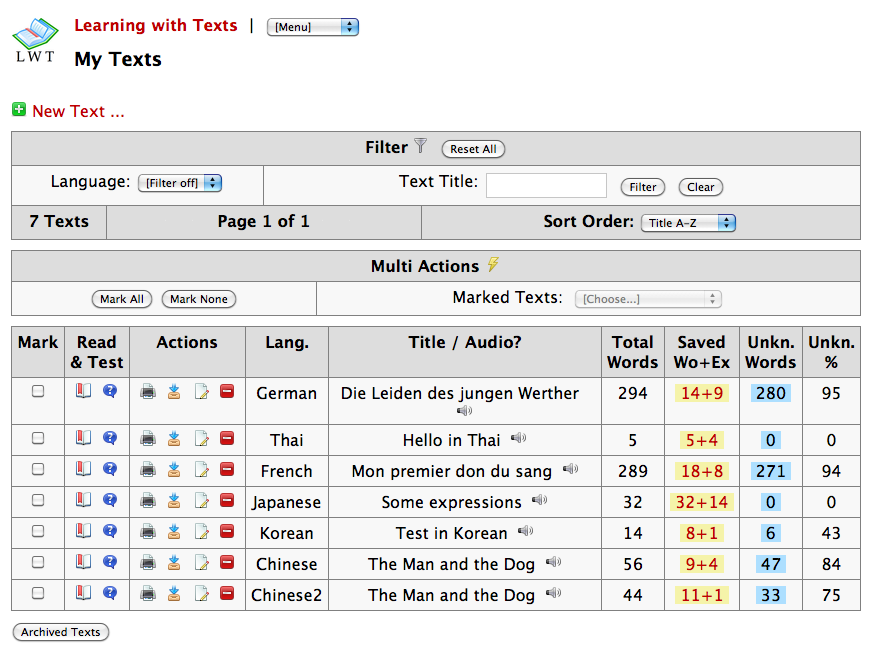 Learning with Texts | [Menu]
LWT
My Texts
New Text ...
Filter Reset All
Language: [Filter off] Text Title: Filter Clear
7 Texts Page 1 of 1 Sort Order: Title A-Z
Multi Actions
Mark All Mark None Marked Texts: [Choose...]
Mark Read & Test Actions Lang. Title / Audio? Total Words Saved Wo+Ex Unkn. Words Unkn. %
German Die Leiden des jungen Werther 294 14+9 280 95
Thai Hello in Thai 5 5+4 0 0
French Mon premier don du sang 289 18+8 271 94
Japanese Some expressions 32 32+14 0 0
Korean Test in Korean 14 8+1 6 43
Chinese The Man and the Dog 56 9+4 47 84
Chinese2 The Man and the Dog 44 11+1 33 75
Archived Texts